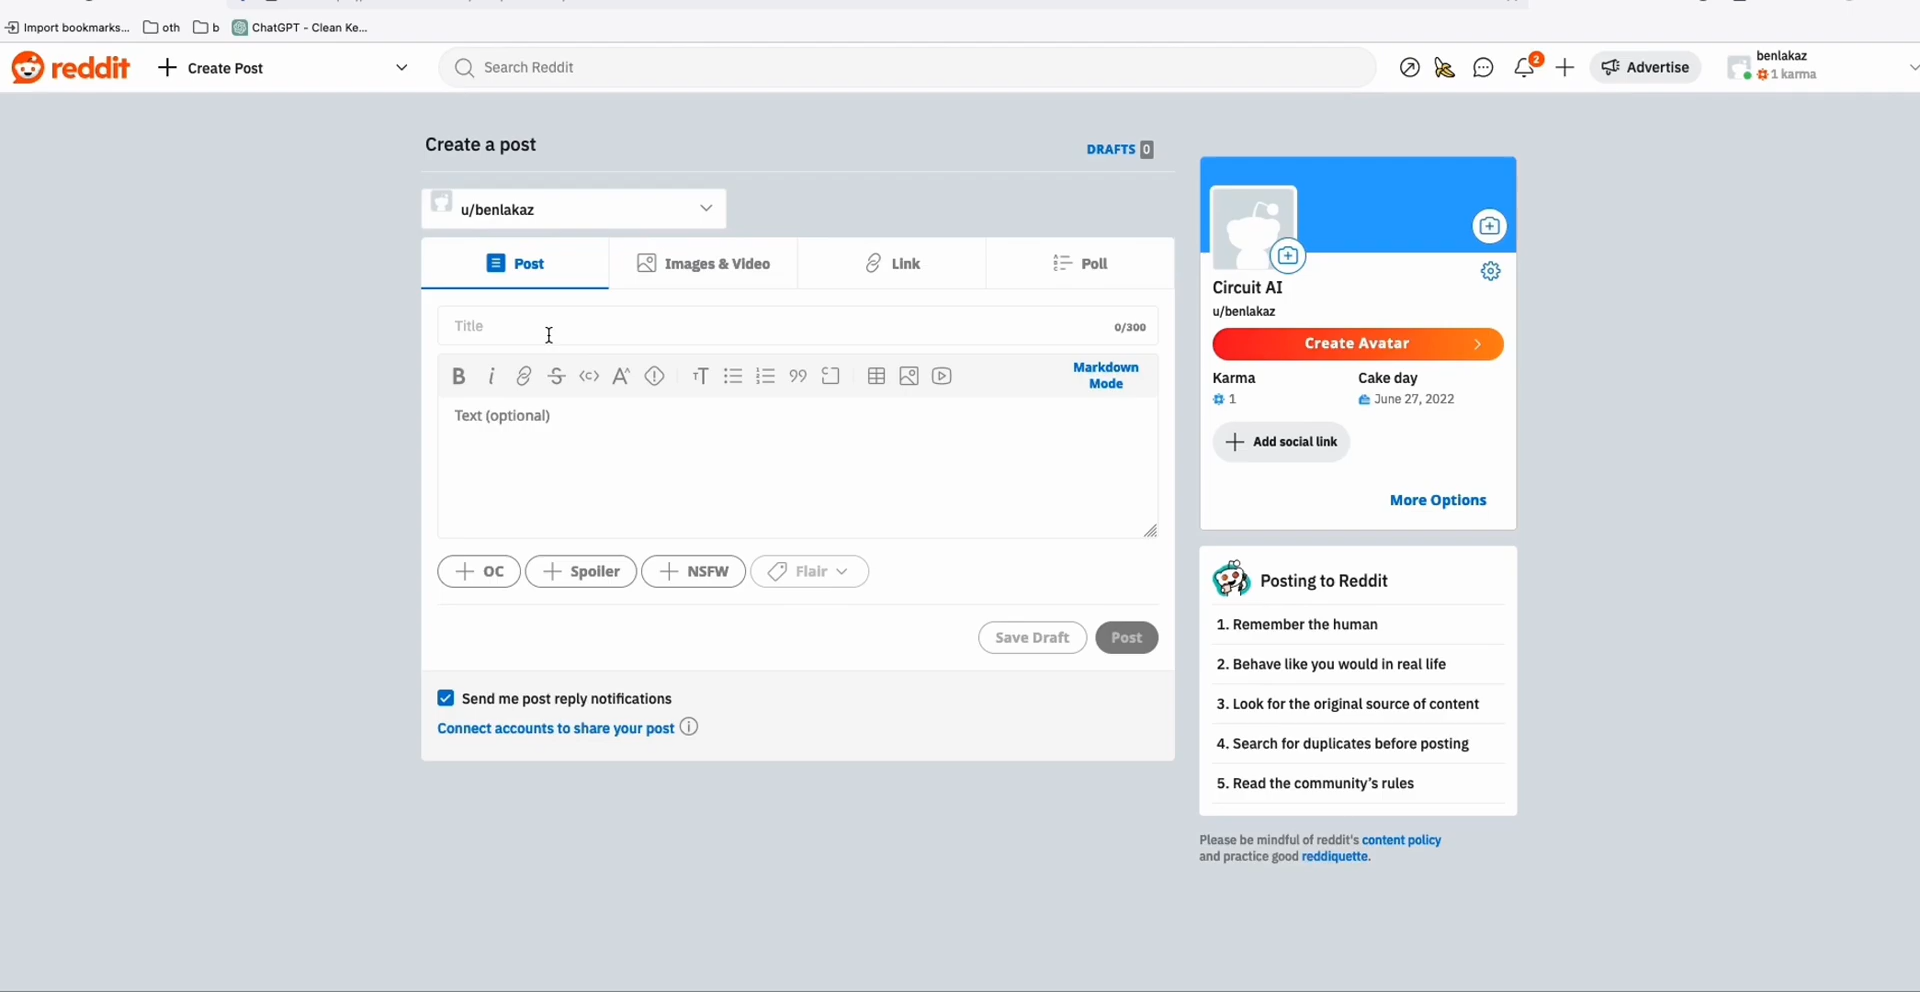 Import bookmarks... oth b ChatGPT - Clean Ke...
reddit Create Post Search Reddit 2 Advertise benlakaz
1 karma
Create a post
DRAFTS 0
u/benlakaz
Post Images & Video Link Poll
Title 0/300
B i <> A T 99 Markdown
Mode
Text (optional)
OC Spoiler NSFW Flair
Save Draft Post
Send me post reply notifications
Connect accounts to share your post
Circuit AI
u/benlakaz
Create Avatar
Karma Cake day
1 June 27, 2022
Add social link
More Options
Posting to Reddit
1. Remember the human
2. Behave like you would in real life
3. Look for the original source of content
4. Search for duplicates before posting
5. Read the community's rules
Please be mindful of reddit's content policy
and practice good reddiquette.